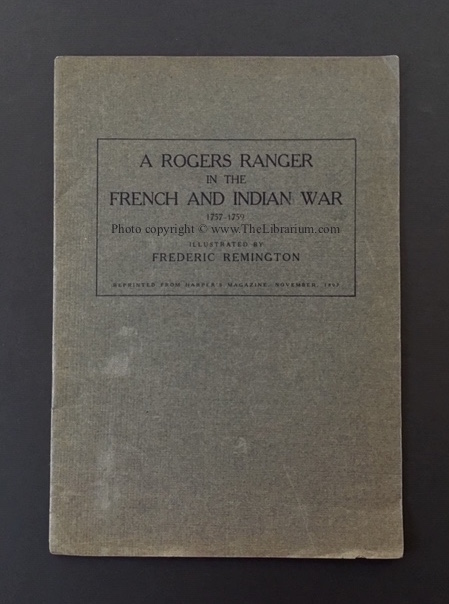 A ROGERS RANGER
IN THE
FRENCH AND INDIAN WAR
1757-1759
Photo copyright © www.TheLibrarium.com
ILLUSTRATED BY
FREDERIC REMINGTON
REPRINTED FROM HARPER'S MAGAZINE - NOVEMBER,